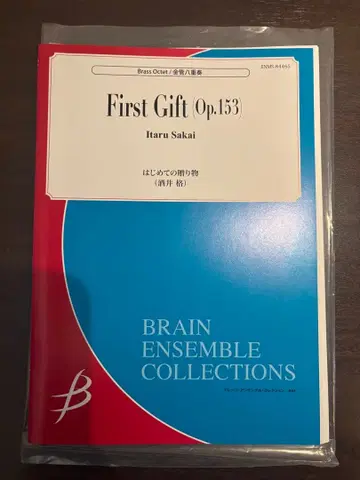 Brass Octet / 金管八重奏
First Gift (Op.153)
Itaru Sakai
はじめての贈り物
(酒井 格)
BRAIN
ENSEMBLE
COLLECTIONS